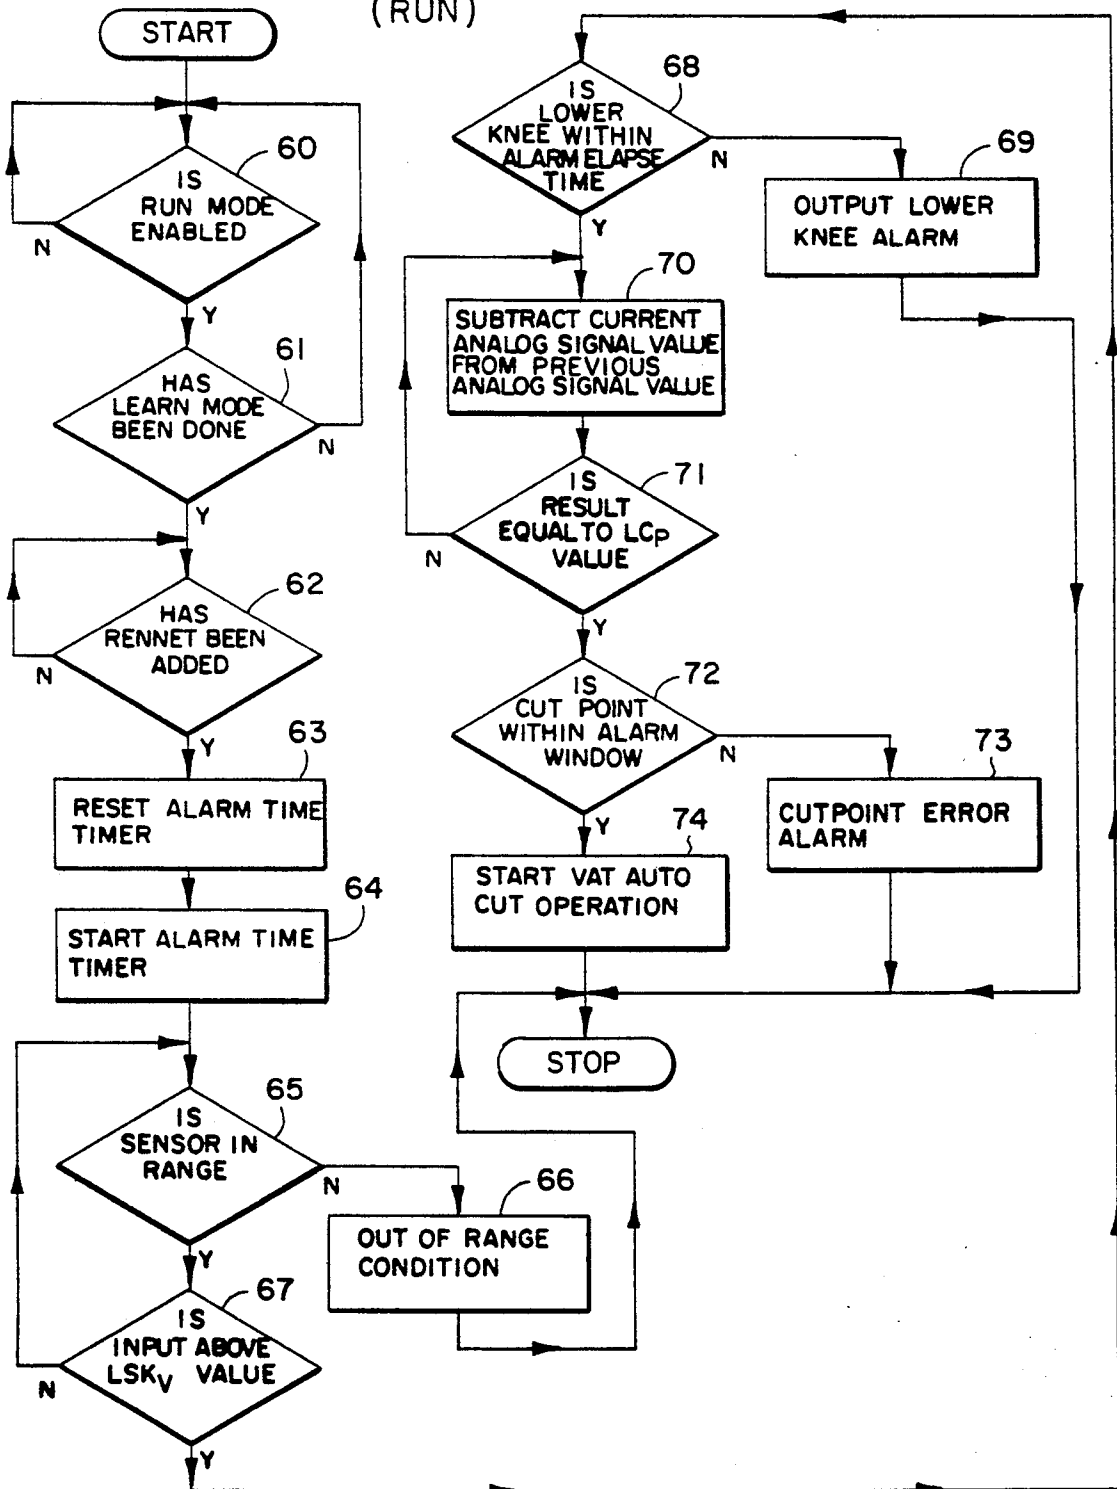 (RUN)
START
60
IS
RUN MODE
ENABLED
N
Y
61
HAS
LEARN MODE
BEEN DONE
N
Y
62
HAS
RENNET BEEN
ADDED
N
Y
63
RESET ALARM TIME
TIMER
64
START ALARM TIME
TIMER
65
IS
SENSOR IN
RANGE
N
Y
66
OUT OF RANGE
CONDITION
67
IS
INPUT ABOVE
LSKV VALUE
N
Y
68
IS
LOWER
KNEE WITHIN
ALARM ELAPSE
TIME
N
Y
69
OUTPUT LOWER
KNEE ALARM
70
SUBTRACT CURRENT
ANALOG SIGNAL VALUE
FROM PREVIOUS
ANALOG SIGNAL VALUE
71
IS
RESULT
EQUAL TO LCP
VALUE
N
Y
72
IS
CUT POINT
WITHIN ALARM
WINDOW
N
Y
73
CUTPOINT ERROR
ALARM
74
START VAT AUTO
CUT OPERATION
STOP